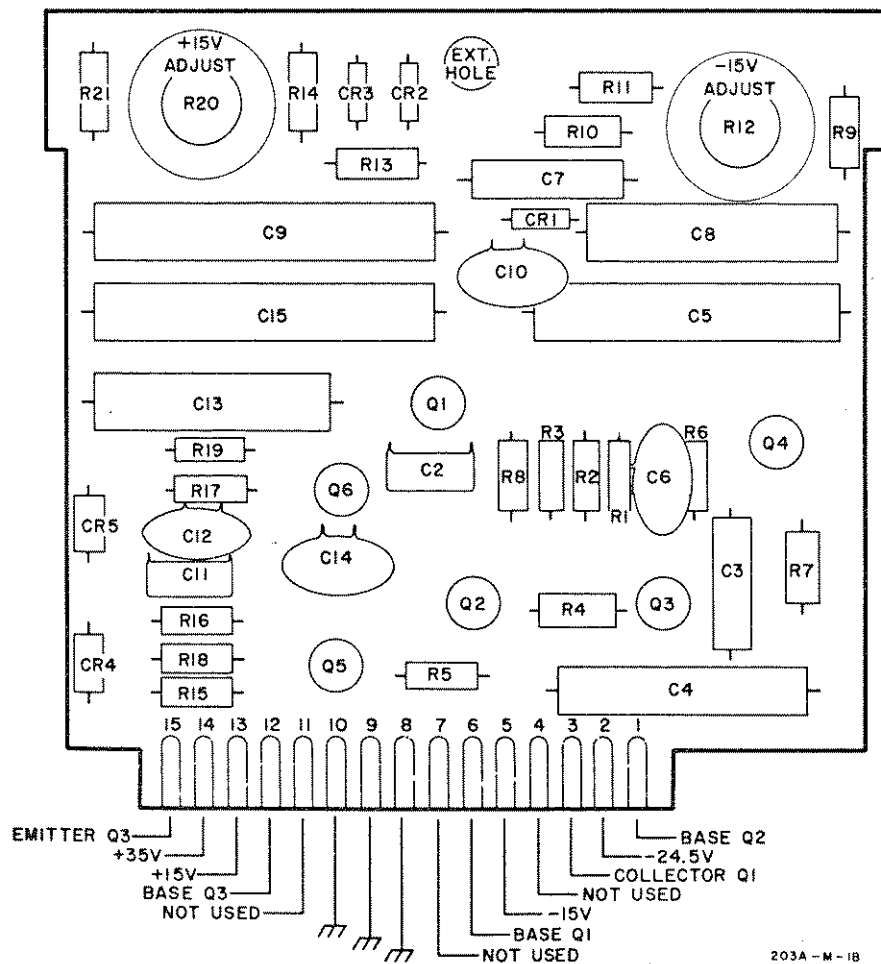 +15V
ADJUST
R20
R21
R14
CR3
CR2
EXT.
HOLE
R11
-15V
ADJUST
R12
R9
R10
R13
C7
CR1
C9
C8
C10
C15
C5
C13
Q1
Q4
R19
C2
R8
R3
R2
R1
C6
R6
R17
Q6
CR5
C12
C11
C14
C3
R7
Q2
R4
Q3
R16
CR4
R18
Q5
R5
R15
C4
15 14 13 12 11 10 9 8 7 6 5 4 3 2 1
EMITTER Q3
+35V
+15V
BASE Q3
NOT USED
BASE Q2
-24.5V
COLLECTOR Q1
NOT USED
-15V
BASE Q1
NOT USED
203A-M-1B